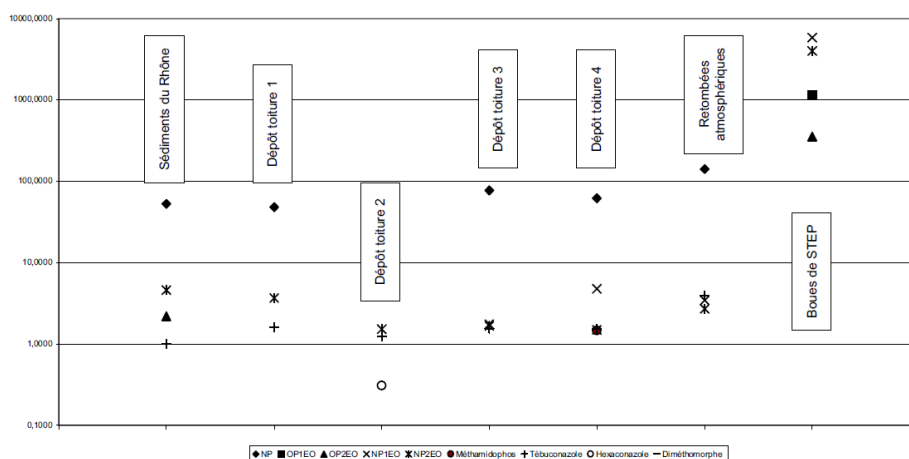 10000,0000
1000,0000
100,0000
10,0000
1,0000
0,1000
Sédiments du Rhône
Dépôt toiture 1
Dépôt toiture 2
Dépôt toiture 3
Dépôt toiture 4
Retombées
atmosphériques
Boues de STEP
NP OP1EO OP2EO NP1EO NP2EO Méthamidophos Tébuconazole Hexaconazole Diméthomorphe